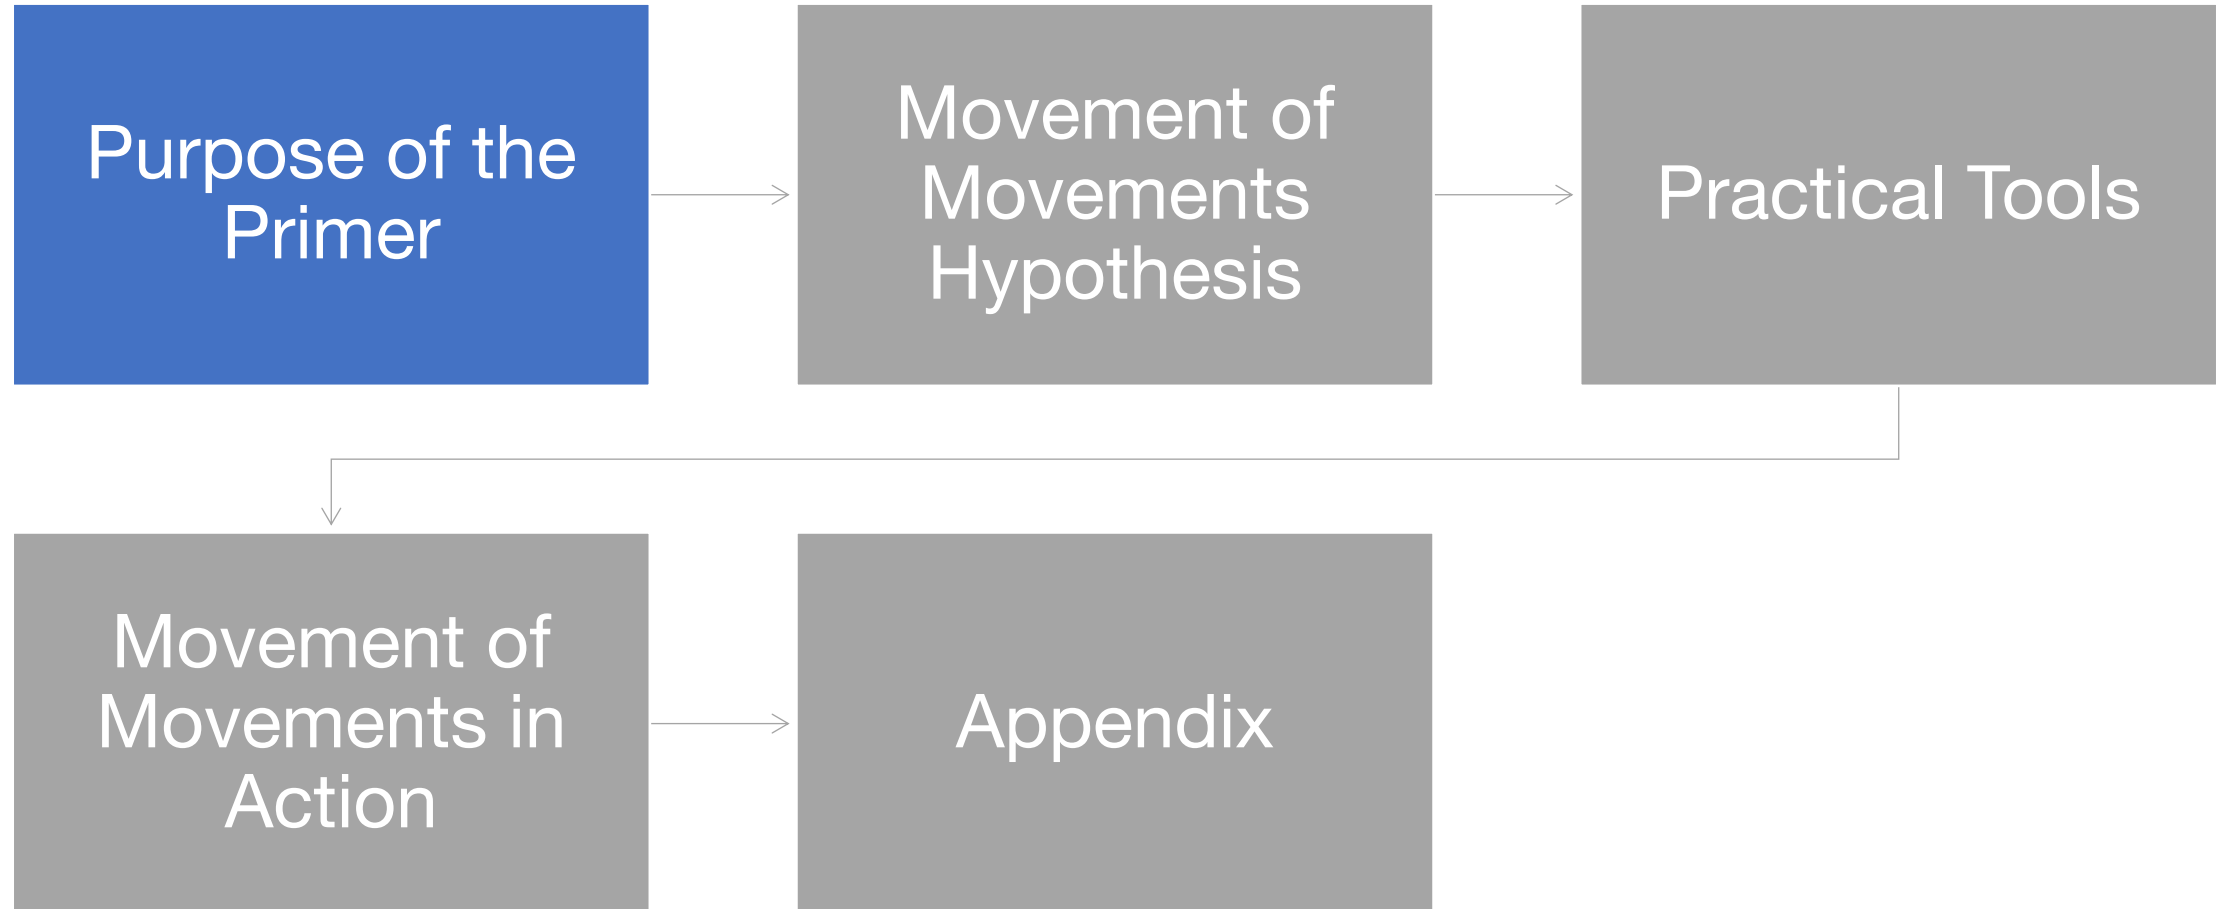 Purpose of the
Primer
Movement of
Movements
Hypothesis
Practical Tools
Movement of
Movements in
Action
Appendix